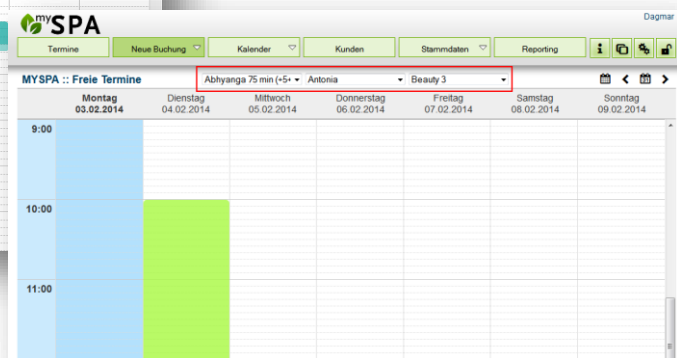 my SPA
Dagmar
Termine Neue Buchung Kalender Kunden Stammdaten Reporting
MYSPA :: Freie Termine Abhyanga 75 min (+5+ Antonia Beauty 3
Montag Dienstag Mittwoch Donnerstag Freitag Samstag Sonntag
03.02.2014 04.02.2014 05.02.2014 06.02.2014 07.02.2014 08.02.2014 09.02.2014
9:00
10:00
11:00